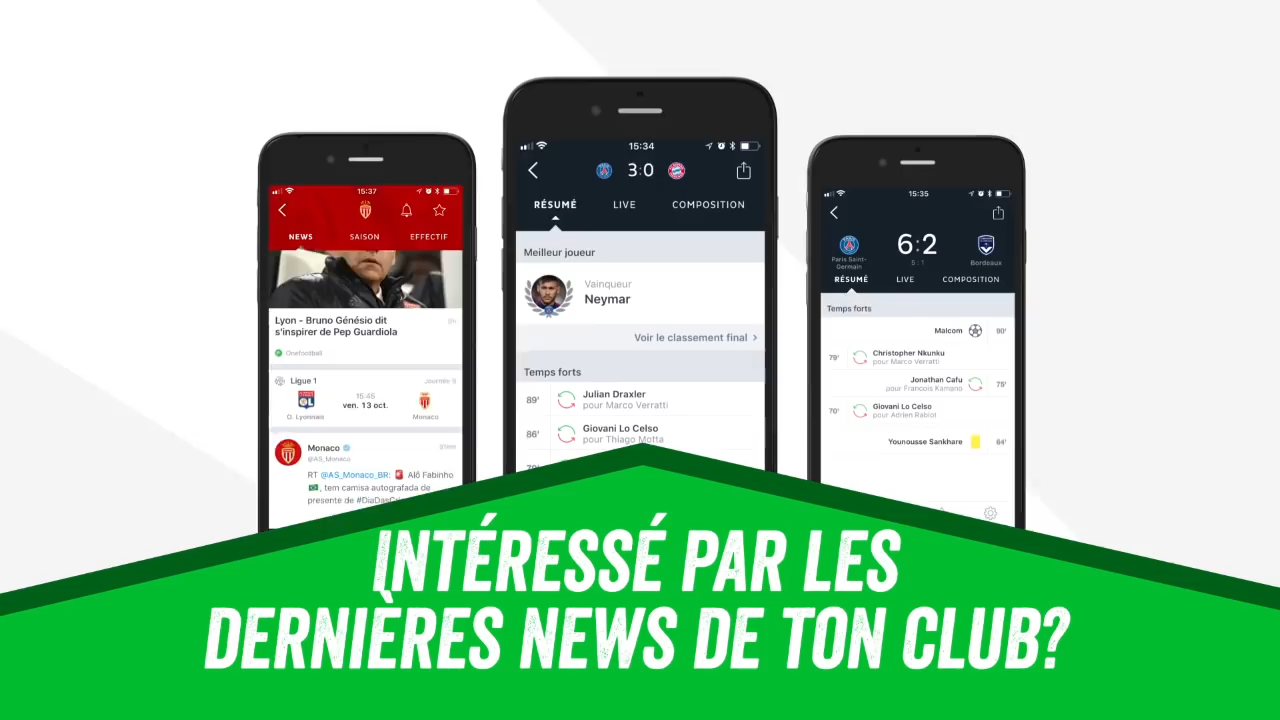 15:37
NEWS
SAISON
EFFECTIF
Lyon - Bruno Génésio dit
s'inspirer de Pep Guardiola
Onefootball
Ligue 1
Journée 9
15:45
ven. 13 oct.
O. Lyonnais
Monaco
Monaco
@AS_Monaco
RT @AS_Monaco_BR: Alô Fabinho
, tem camisa autografada de
presente de
15:34
3:0
RÉSUMÉ
LIVE
COMPOSITION
Meilleur joueur
Vainqueur
Neymar
Voir le classement final >
Temps forts
89'
Julian Draxler
pour Marco Verratti
86'
Giovani Lo Celso
pour Thiago Motta
15:35
6:2
5 : 1
Paris Saint-
Germain
Bordeaux
RÉSUMÉ
LIVE
COMPOSITION
Temps forts
Malcom
90'
79'
Christopher Nkunku
pour Marco Verratti
Jonathan Cafu
75'
pour Francois Kamano
70'
Giovani Lo Celso
pour Adrien Rabiot
Younousse Sankhare
64'
INTÉRESSÉ PAR LES
DERNIÈRES NEWS DE TON CLUB?